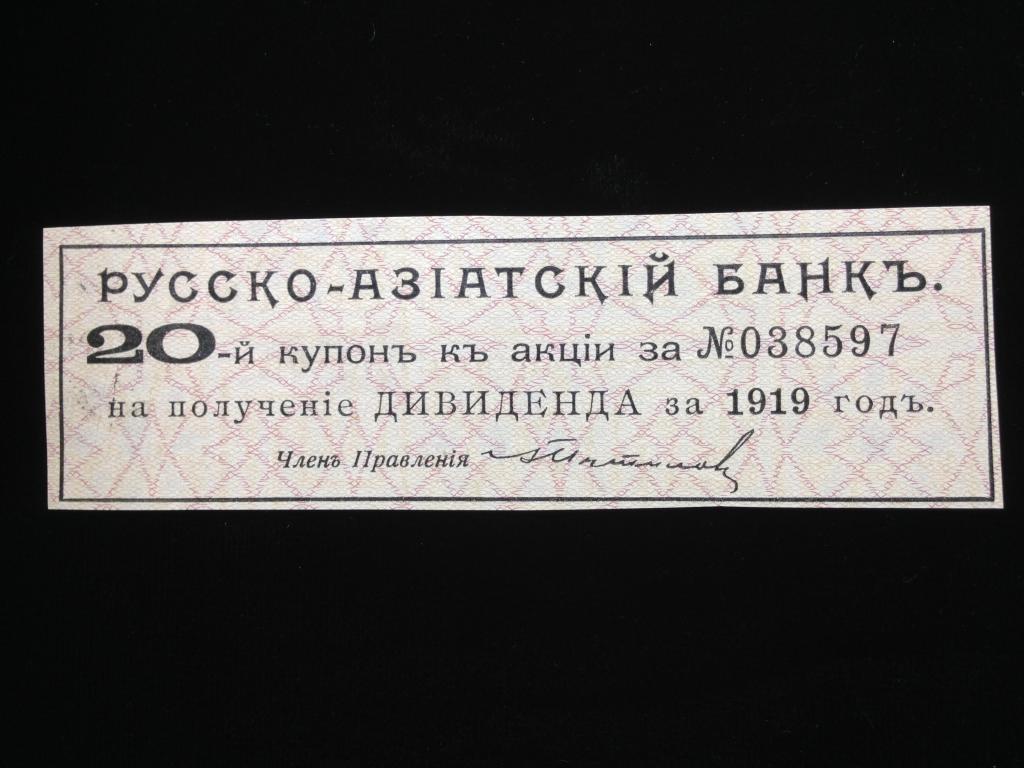 РУССКО-АЗІАТСКІЙ БАНКЪ.
20-й купонъ къ акціи за №038597
на полученіе ДИВИДЕНДА за 1919 годъ.
Членъ Правленія